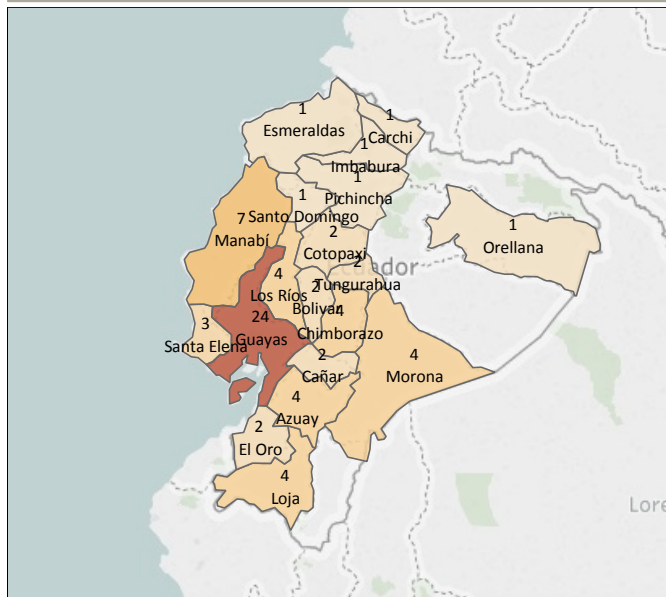 1
Esmeraldas
1
Carchi
1
Imbabura
1
Pichincha
1
Santo Domingo
7
Manabí
2
Cotopaxi
1
Orellana
Ecuador
2
Tungurahua
4
Los Ríos
2
Bolivar
4
Chimborazo
3
Santa Elena
24
Guayas
2
Cañar
4
Morona
4
Azuay
2
El Oro
4
Loja
Lore